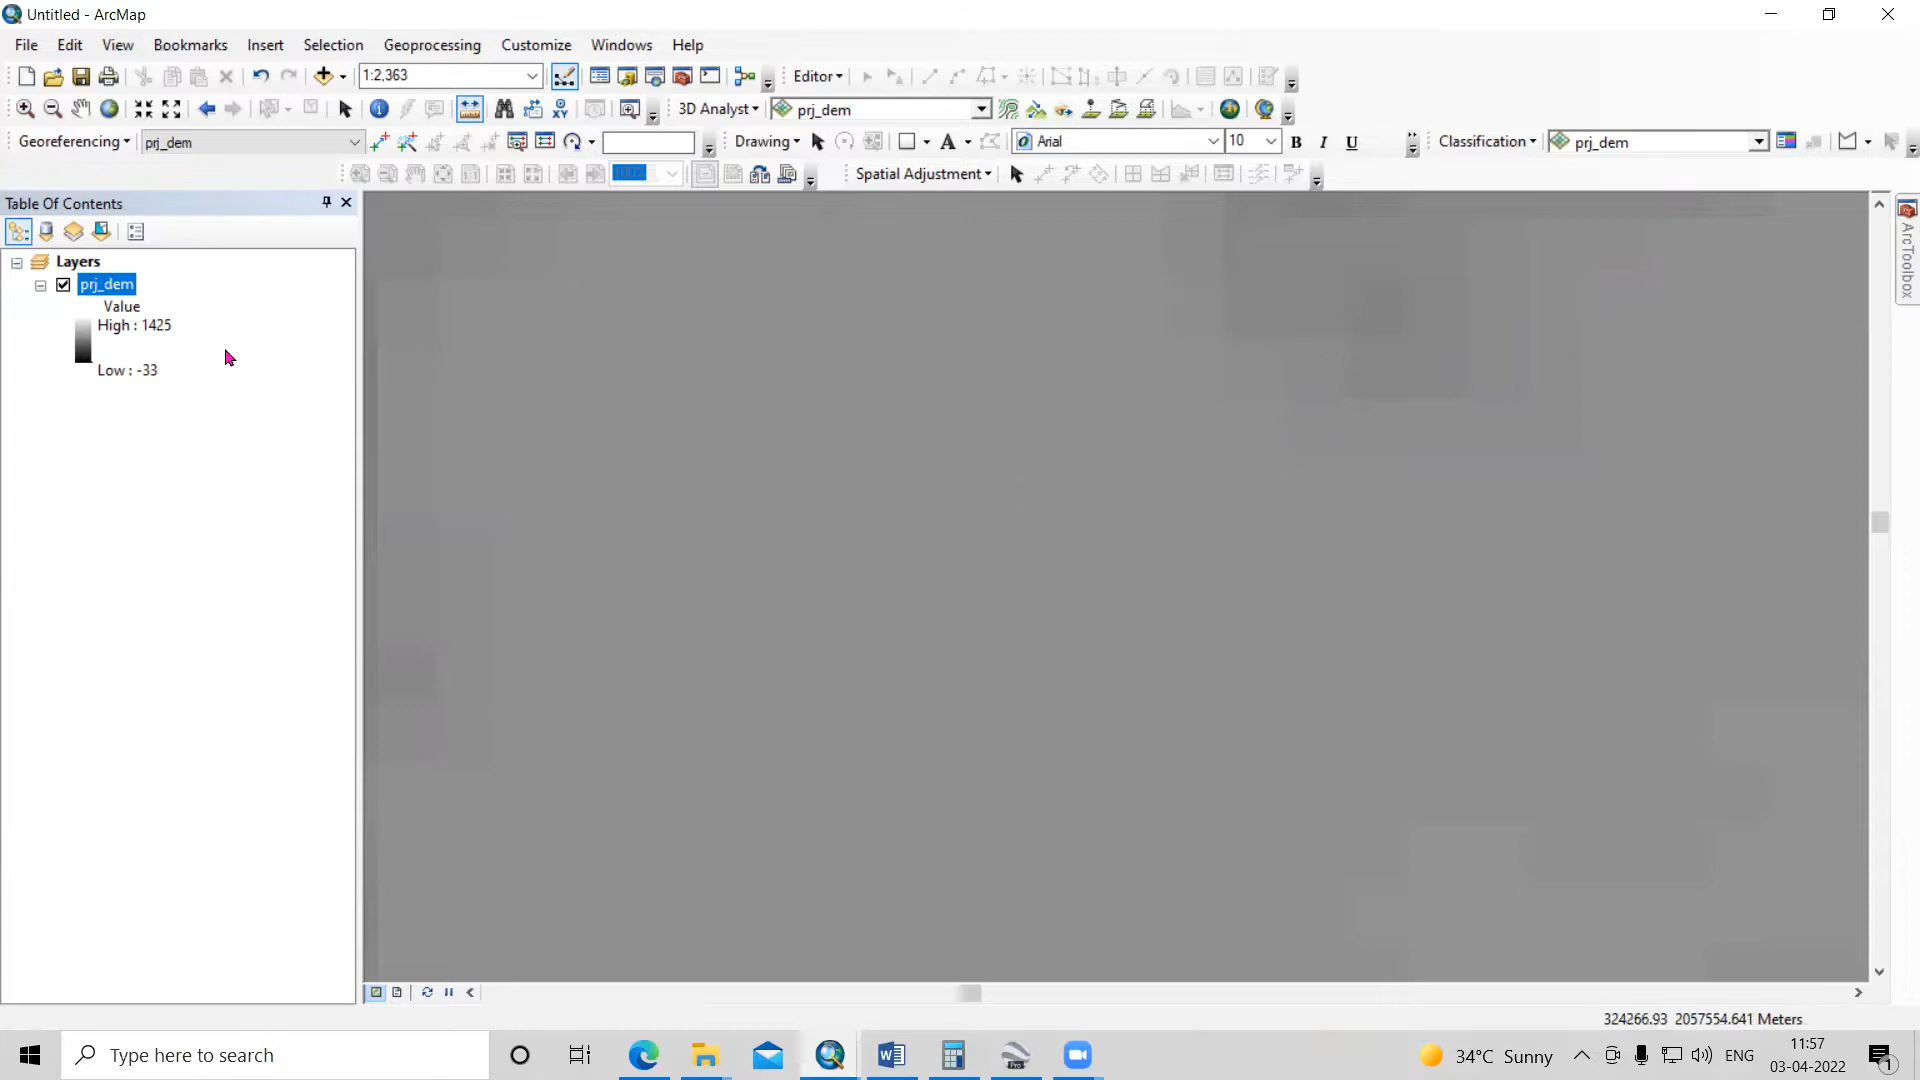 Untitled - ArcMap
File Edit View Bookmarks Insert Selection Geoprocessing Customize Windows Help
1:2,363 Editor
3D Analyst prj_dem
Georeferencing prj_dem Drawing A Arial 10 B I U Classification prj_dem
Spatial Adjustment
Table Of Contents
ArcToolbox
Layers
prj_dem
Value
High : 1425
Low : -33
324266.93 2057554.641 Meters
Type here to search
34°C Sunny ENG
11:57
03-04-2022
1